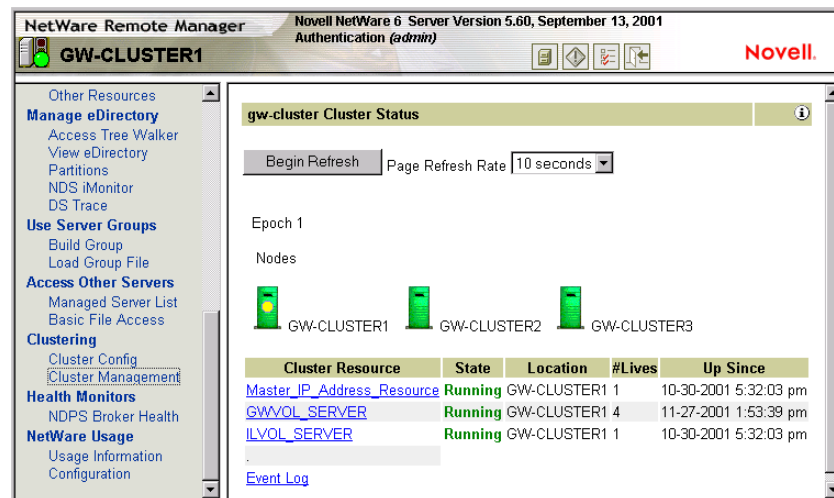 NetWare Remote Manager
GW-CLUSTER1
Novell NetWare 6 Server Version 5.60, September 13, 2001
Authentication (admin)
Novell.
Other Resources
Manage eDirectory
Access Tree Walker
View eDirectory
Partitions
NDS iMonitor
DS Trace
Use Server Groups
Build Group
Load Group File
Access Other Servers
Managed Server List
Basic File Access
Clustering
Cluster Config
Cluster Management
Health Monitors
NDPS Broker Health
NetWare Usage
Usage Information
Configuration
gw-cluster Cluster Status
Begin Refresh Page Refresh Rate 10 seconds
Epoch 1
Nodes
GW-CLUSTER1 GW-CLUSTER2 GW-CLUSTER3
Cluster Resource State Location #Lives Up Since
Master_IP_Address_Resource Running GW-CLUSTER1 1 10-30-2001 5:32:03 pm
GWVOL_SERVER Running GW-CLUSTER1 4 11-27-2001 1:53:39 pm
ILVOL_SERVER Running GW-CLUSTER1 1 10-30-2001 5:32:03 pm
.
Event Log